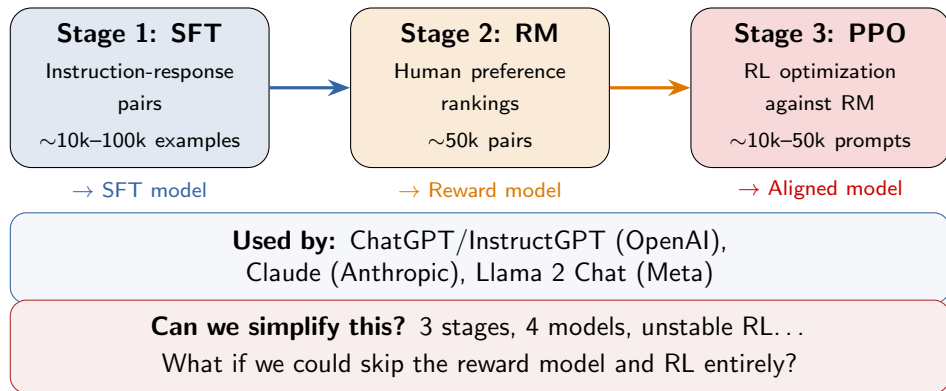 Stage 1: SFT
Instruction-response
pairs
∼10k–100k examples
Stage 2: RM
Human preference
rankings
∼50k pairs
Stage 3: PPO
RL optimization
against RM
∼10k–50k prompts
→ SFT model
→ Reward model
→ Aligned model
Used by: ChatGPT/InstructGPT (OpenAI),
Claude (Anthropic), Llama 2 Chat (Meta)
Can we simplify this? 3 stages, 4 models, unstable RL...
What if we could skip the reward model and RL entirely?